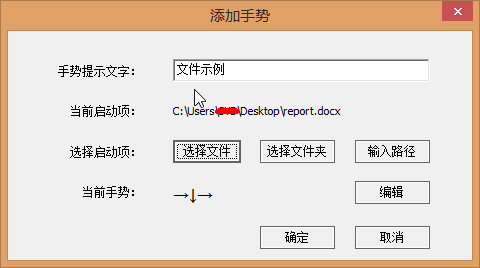 添加手势
手势提示文字： 文件示例
当前启动项： C:\Users\ \Desktop\report.docx
选择启动项： 选择文件 选择文件夹 输入路径
当前手势： →↓→ 编辑
确定 取消